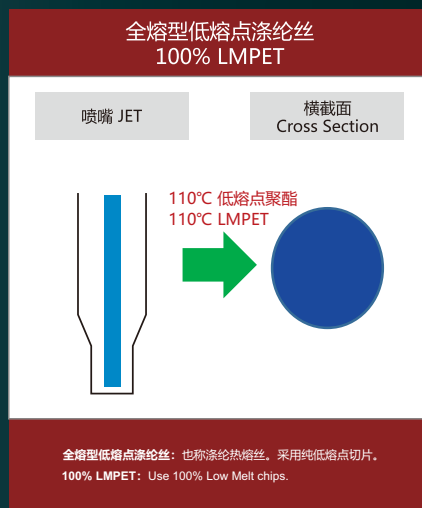 全熔型低熔点涤纶丝
100% LMPET
喷嘴 JET
横截面
Cross Section
110℃ 低熔点聚酯
110℃ LMPET
全熔型低熔点涤纶丝：也称涤纶热熔丝。采用纯低熔点切片。
100% LMPET：Use 100% Low Melt chips.